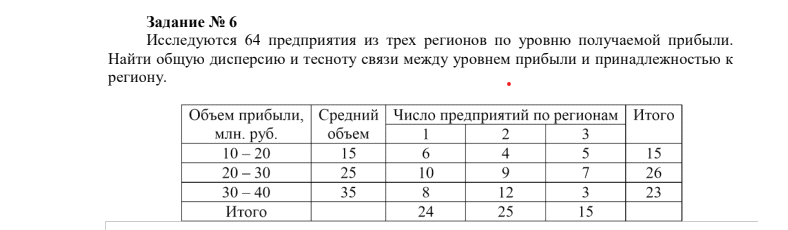 Задание № 6
Исследуются 64 предприятия из трех регионов по уровню получаемой прибыли.
Найти общую дисперсию и тесноту связи между уровнем прибыли и принадлежностью к
региону.
Объем прибыли, млн. руб. Средний объем Число предприятий по регионам Итого
1 2 3
10 – 20 15 6 4 5 15
20 – 30 25 10 9 7 26
30 – 40 35 8 12 3 23
Итого 24 25 15